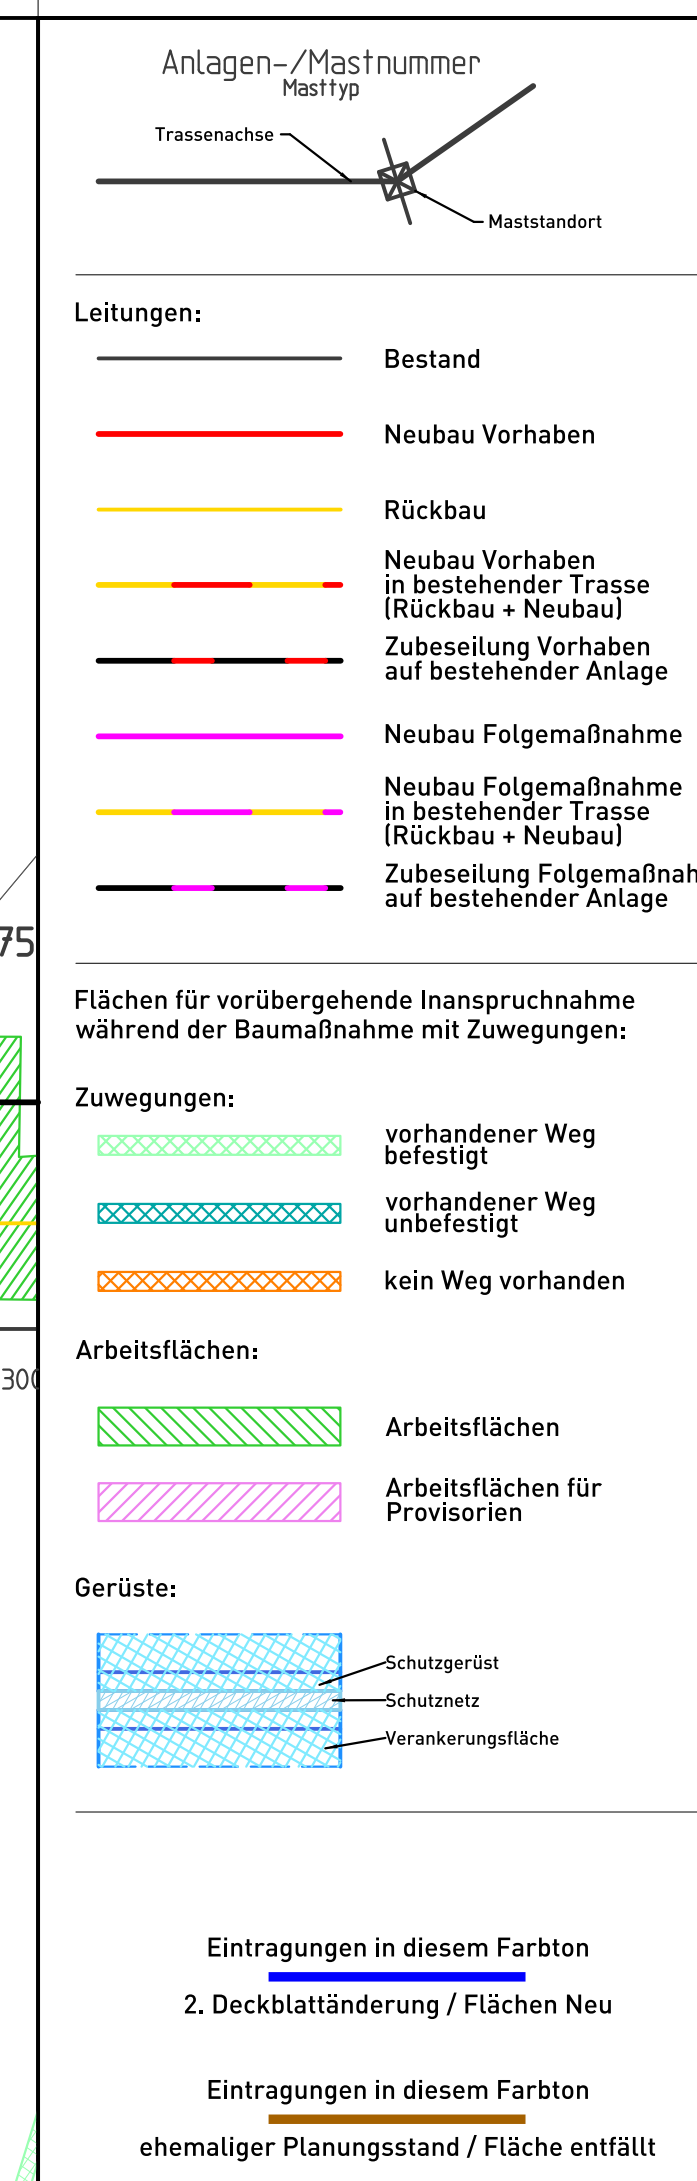 Anlagen-/Mastnummer
Masttyp
Trassenachse
Maststandort
Leitungen:
Bestand
Neubau Vorhaben
Rückbau
Neubau Vorhaben
in bestehender Trasse
(Rückbau + Neubau)
Zubeseilung Vorhaben
auf bestehender Anlage
Neubau Folgemaßnahme
Neubau Folgemaßnahme
in bestehender Trasse
(Rückbau + Neubau)
Zubeseilung Folgemaßnah
auf bestehender Anlage
75
Flächen für vorübergehende Inanspruchnahme
während der Baumaßnahme mit Zuwegungen:
Zuwegungen:
vorhandener Weg
befestigt
vorhandener Weg
unbefestigt
kein Weg vorhanden
Arbeitsflächen:
300
Arbeitsflächen
Arbeitsflächen für
Provisorien
Gerüste:
Schutzgerüst
Schutznetz
Verankerungsfläche
Eintragungen in diesem Farbton
2. Deckblattänderung / Flächen Neu
Eintragungen in diesem Farbton
ehemaliger Planungsstand / Fläche entfällt